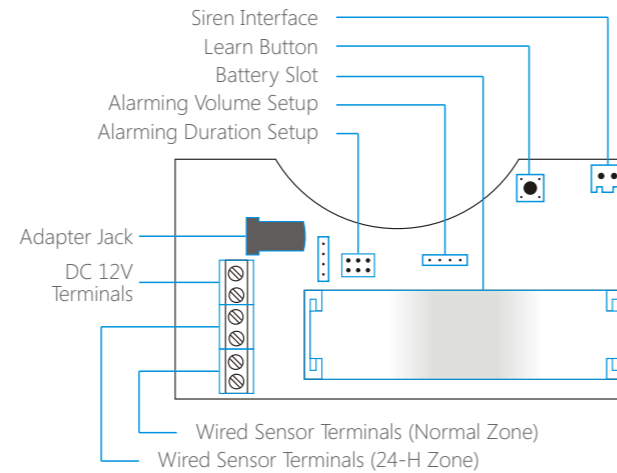 Siren Interface
Learn Button
Battery Slot
Alarming Volume Setup
Alarming Duration Setup
Adapter Jack
DC 12V
Terminals
Wired Sensor Terminals (Normal Zone)
Wired Sensor Terminals (24-H Zone)